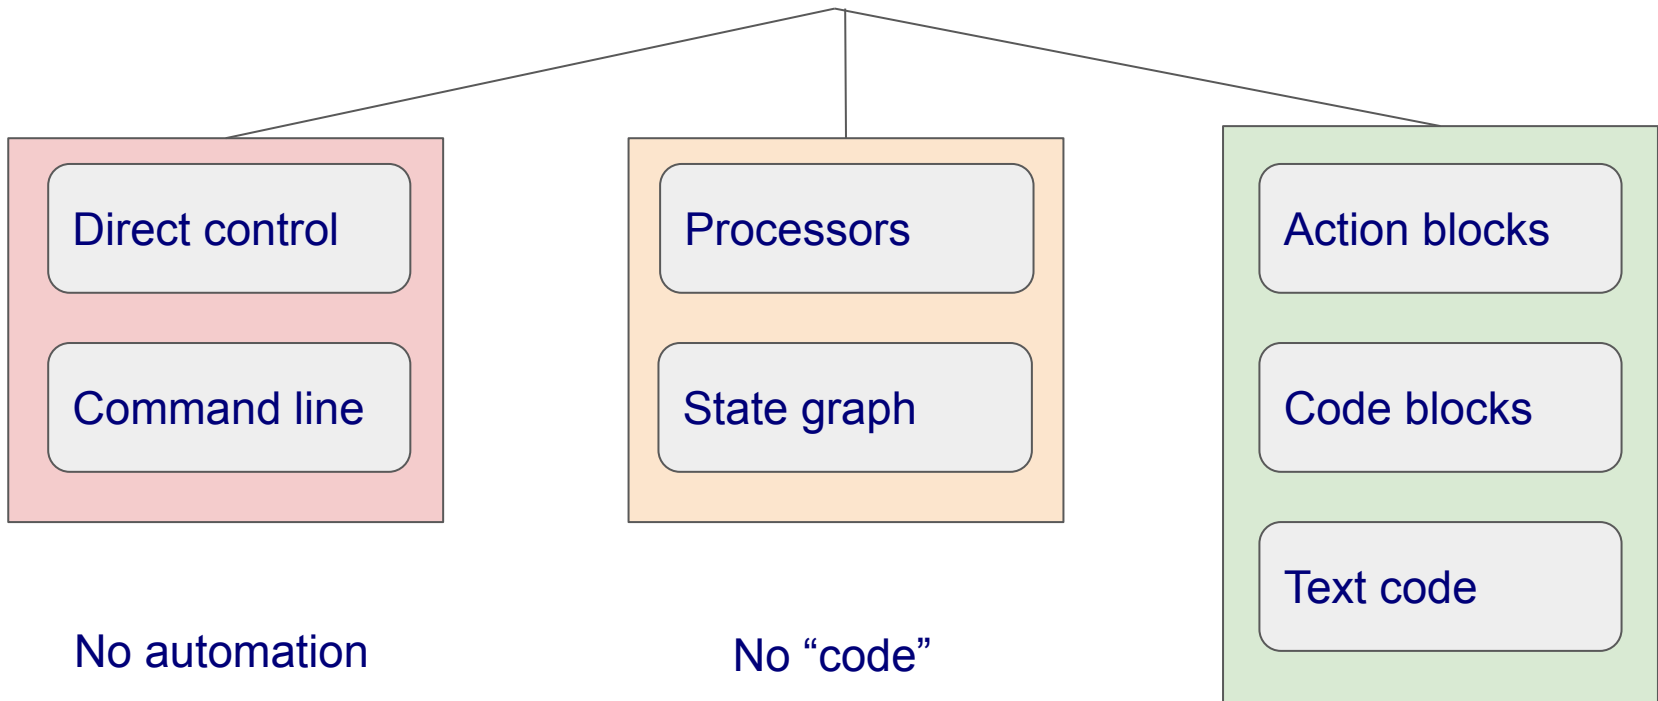 Direct control
Command line
No automation
Processors
State graph
No “code”
Action blocks
Code blocks
Text code